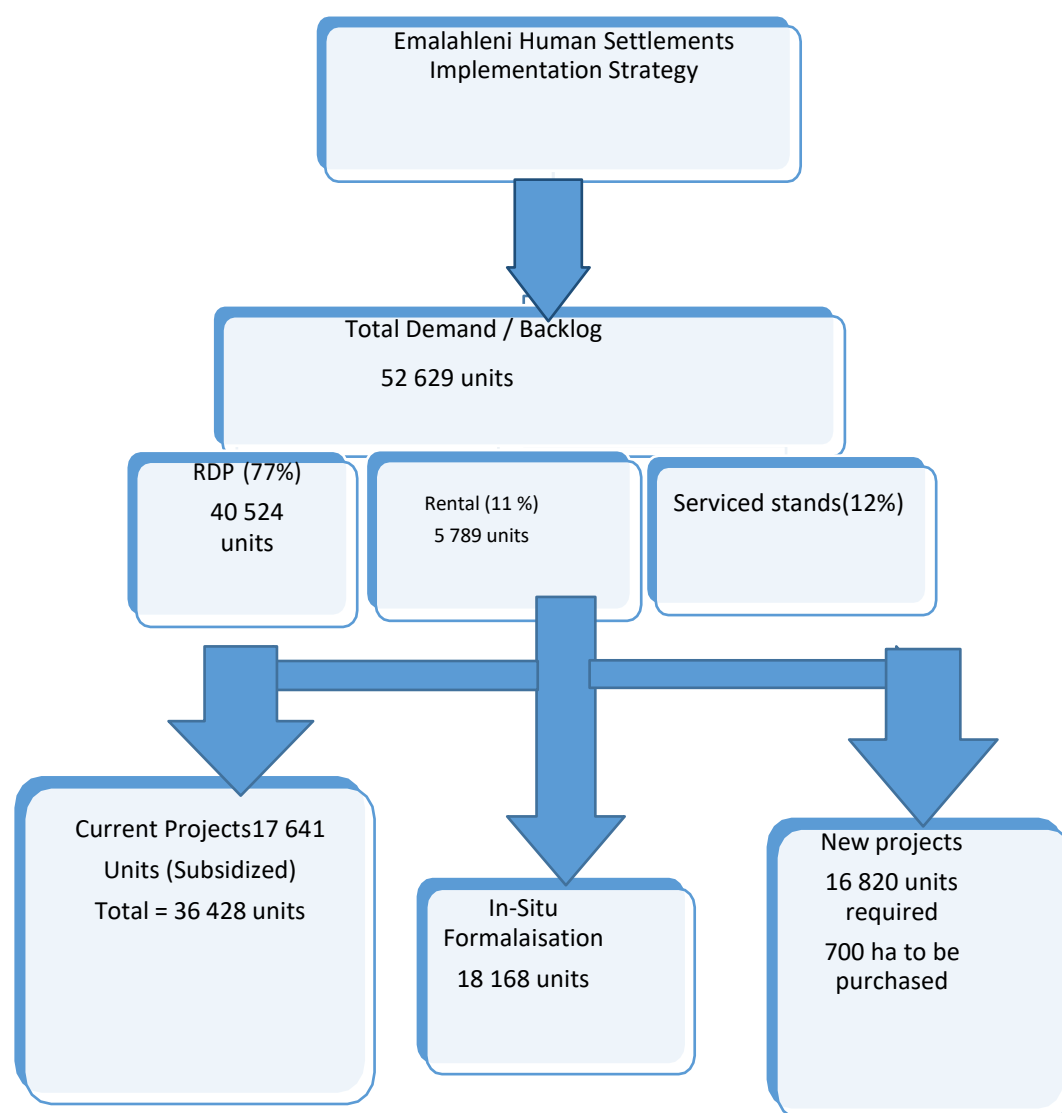 Emalahleni Human Settlements
Implementation Strategy
Total Demand / Backlog
52 629 units
RDP (77%)
40 524
units
Rental (11 %)
5 789 units
Serviced stands(12%)
Current Projects17 641
Units (Subsidized)
Total = 36 428 units
In-Situ
Formalaisation
18 168 units
New projects
16 820 units
required
700 ha to be
purchased